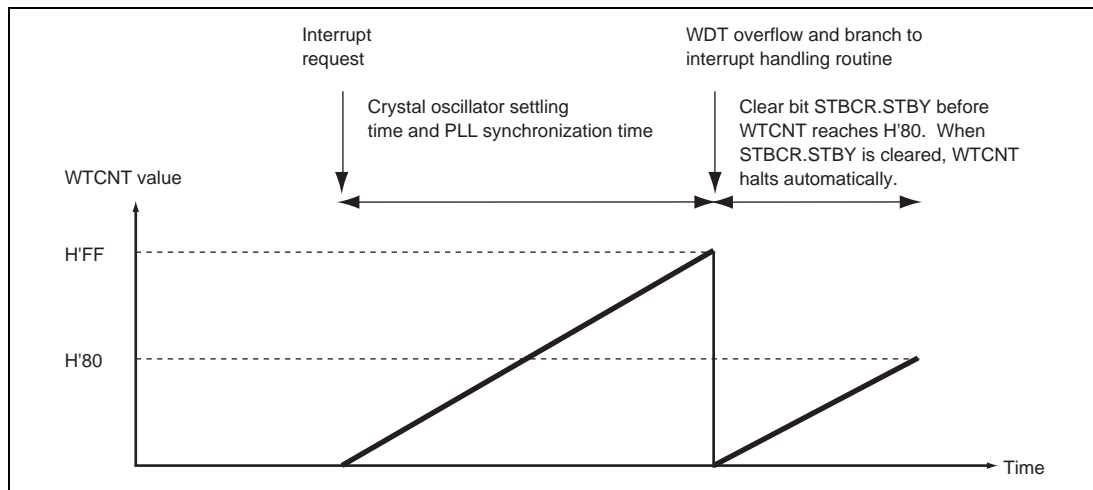 Interrupt
request
WDT overflow and branch to
interrupt handling routine
Crystal oscillator settling
time and PLL synchronization time
Clear bit STBCR.STBY before
WTCNT reaches H'80.  When
STBCR.STBY is cleared, WTCNT
halts automatically.
WTCNT value
H'FF
H'80
Time